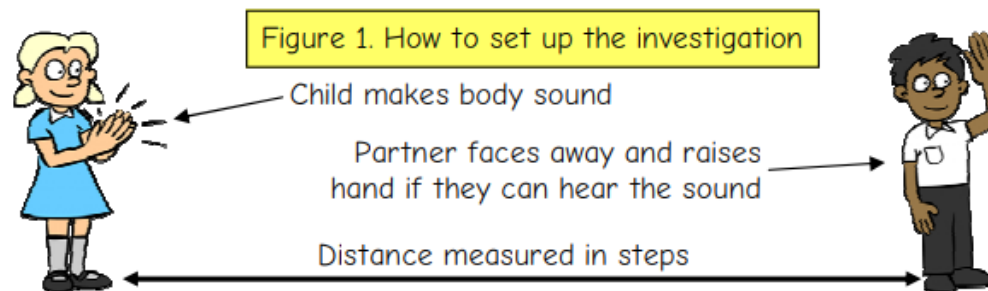 Figure 1. How to set up the investigation
Child makes body sound
Partner faces away and raises
hand if they can hear the sound
Distance measured in steps